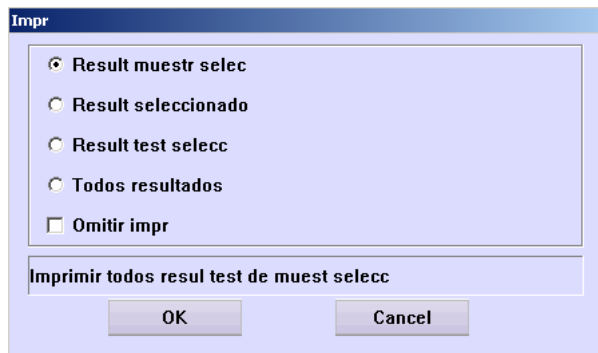 Impr
Result muestr selec
Result seleccionado
Result test selecc
Todos resultados
Omitir impr
Imprimir todos resul test de muest selecc
OK Cancel